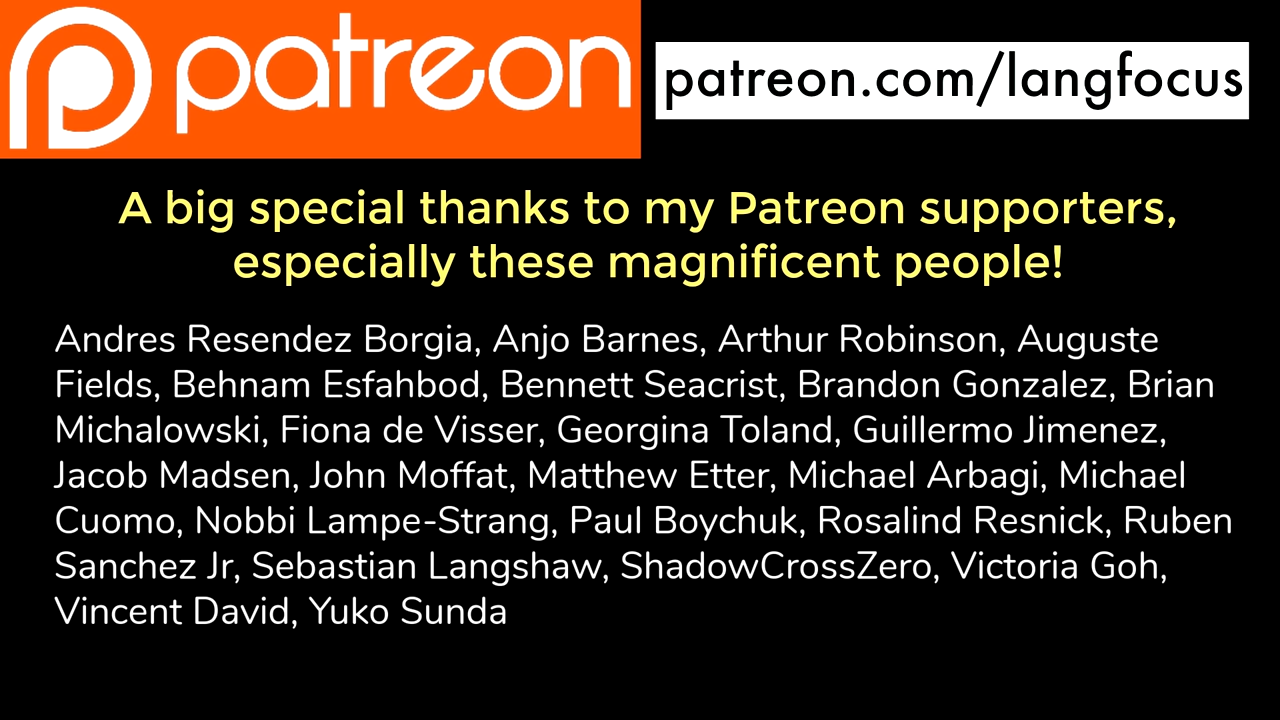 patreon
patreon.com/langfocus
A big special thanks to my Patreon supporters,
especially these magnificent people!
Andres Resendez Borgia, Anjo Barnes, Arthur Robinson, Auguste
Fields, Behnam Esfahbod, Bennett Seacrist, Brandon Gonzalez, Brian
Michalowski, Fiona de Visser, Georgina Toland, Guillermo Jimenez,
Jacob Madsen, John Moffat, Matthew Etter, Michael Arbagi, Michael
Cuomo, Nobbi Lampe-Strang, Paul Boychuk, Rosalind Resnick, Ruben
Sanchez Jr, Sebastian Langshaw, ShadowCrossZero, Victoria Goh,
Vincent David, Yuko Sunda